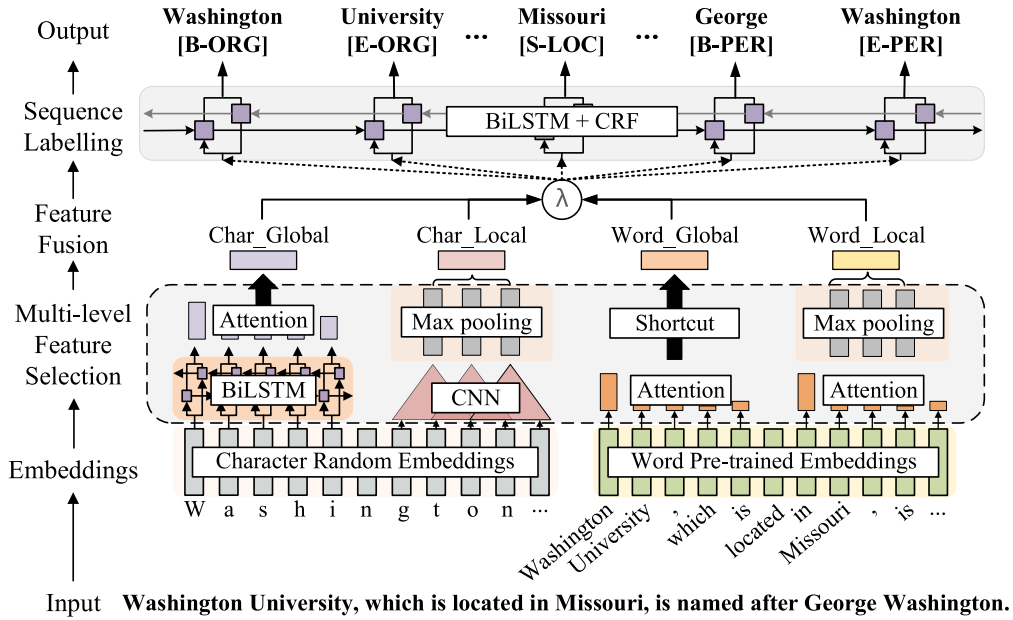 Output
Washington University ... Missouri ... George Washington
[B-ORG] [E-ORG] [S-LOC] [B-PER] [E-PER]
Sequence
Labelling
BiLSTM + CRF
Feature
Fusion
λ
Char_Global Char_Local Word_Global Word_Local
Multi-level
Feature
Selection
Attention Max pooling Shortcut Max pooling
BiLSTM CNN Attention Attention
Embeddings
Character Random Embeddings Word Pre-trained Embeddings
W a s h i n g t o n ...
Washington University , which is located in Missouri , is ...
Input
Washington University, which is located in Missouri, is named after George Washington.